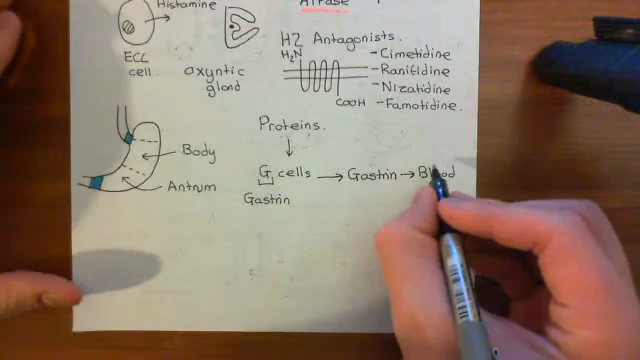 Histamine
ATPase
ECL
cell
oxyntic
gland
H2 Antagonists.
H₂N
COOH
- Cimetidine
- Ranitidine
- Nizatidine
- Famotidine.
Proteins.
Body
Antrum
G cells → Gastrin → Blood
Gastrin